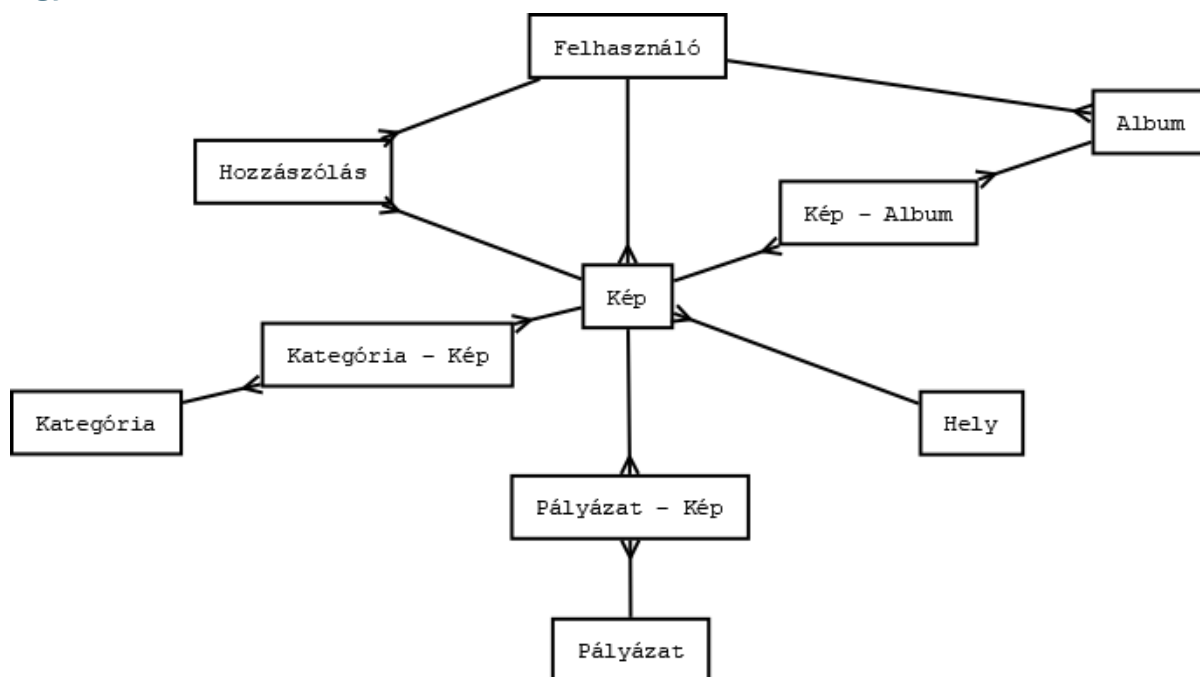 Felhasználó
Album
Hozzászólás
Kép – Album
Kép
Kategória – Kép
Kategória
Hely
Pályázat – Kép
Pályázat